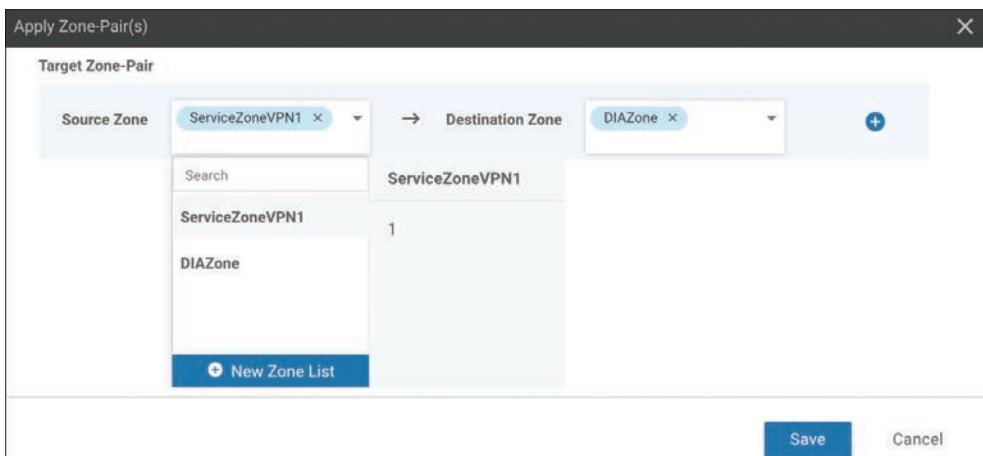 Apply Zone-Pair(s)
Target Zone-Pair
Source Zone ServiceZoneVPN1 × → Destination Zone DIAZone ×
Search
ServiceZoneVPN1
ServiceZoneVPN1
1
DIAZone
New Zone List
Save Cancel